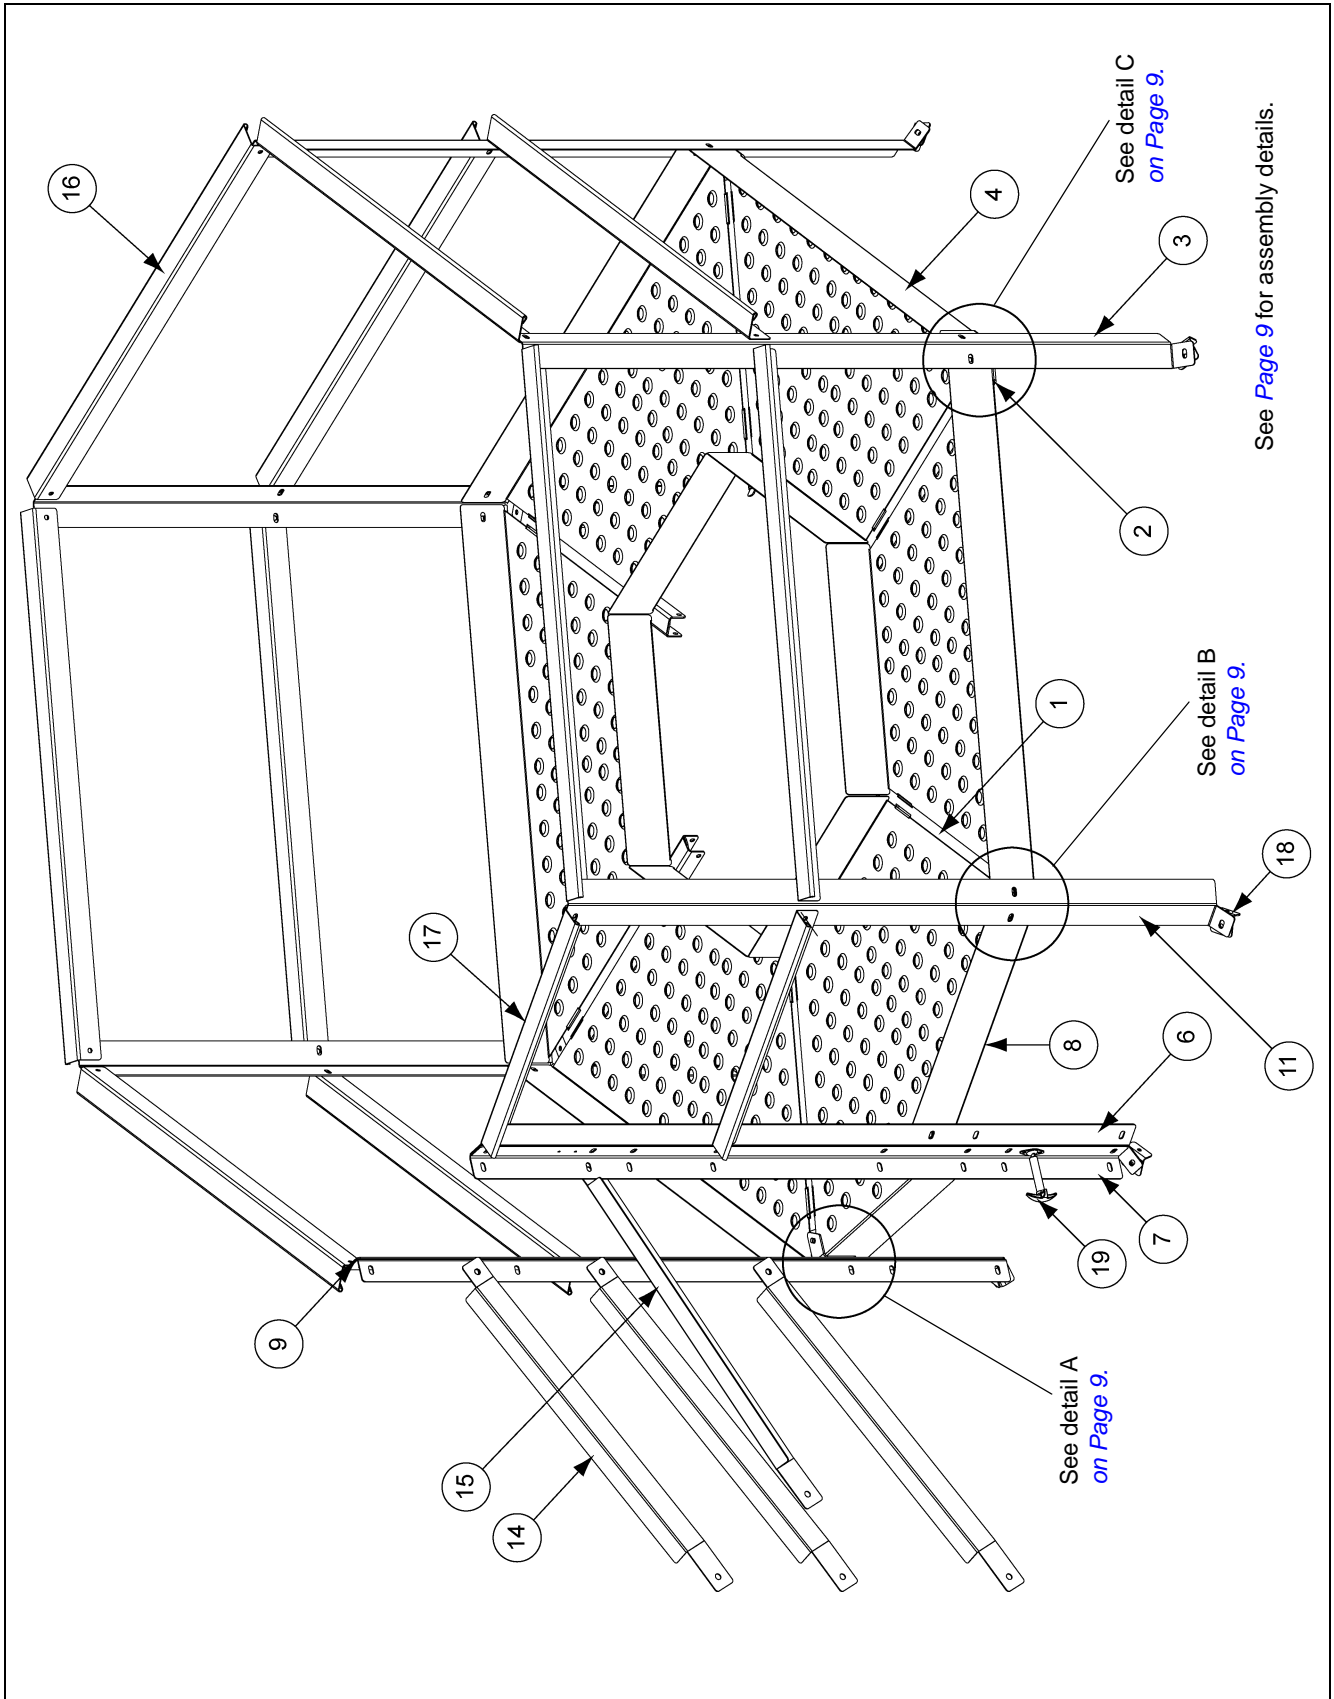 16
9
17
15
14
4
1
8
See detail A
on Page 9.
19
See detail C
on Page 9.
2
7
6
3
See detail B
on Page 9.
See Page 9 for assembly details.
11
18